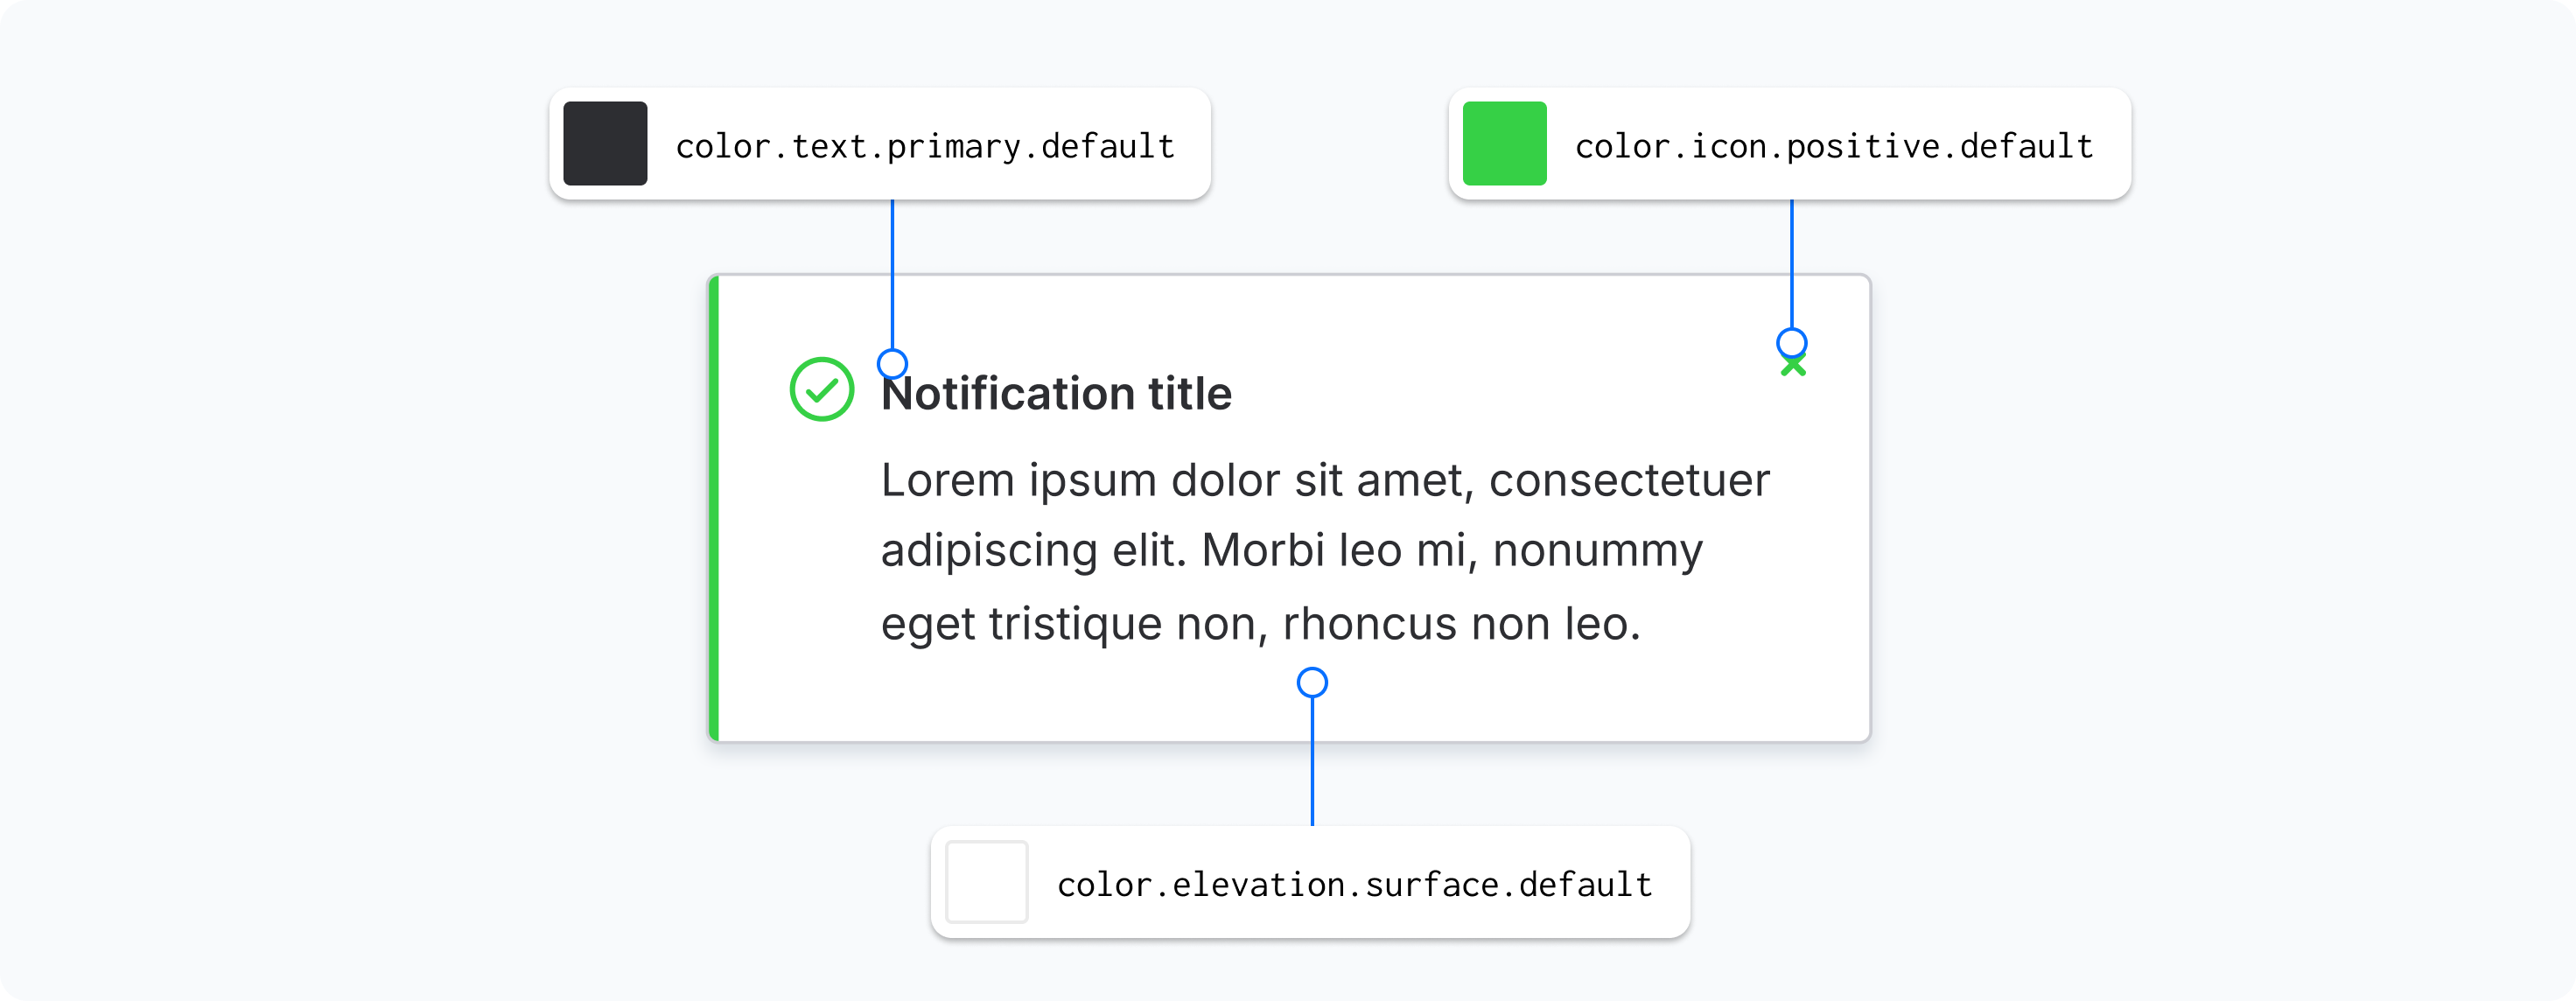 color.text.primary.default
color.icon.positive.default
Notification title
Lorem ipsum dolor sit amet, consectetuer
adipiscing elit. Morbi leo mi, nonummy
eget tristique non, rhoncus non leo.
color.elevation.surface.default